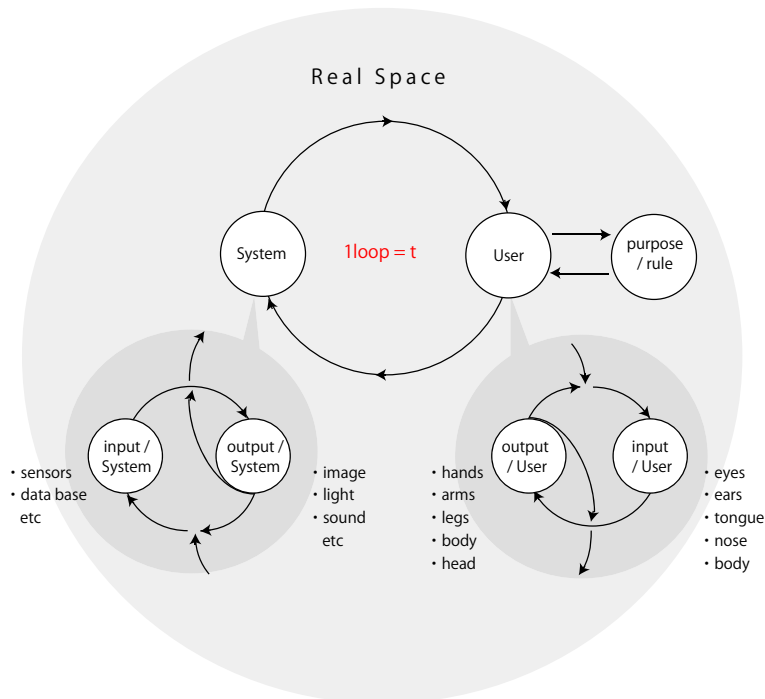 Real Space
System
1loop = t
User
purpose
/ rule
input /
System
output /
System
output
/ User
input
/ User
・sensors
・data base
etc
・image
・light
・sound
etc
・hands
・arms
・legs
・body
・head
・eyes
・ears
・tongue
・nose
・body